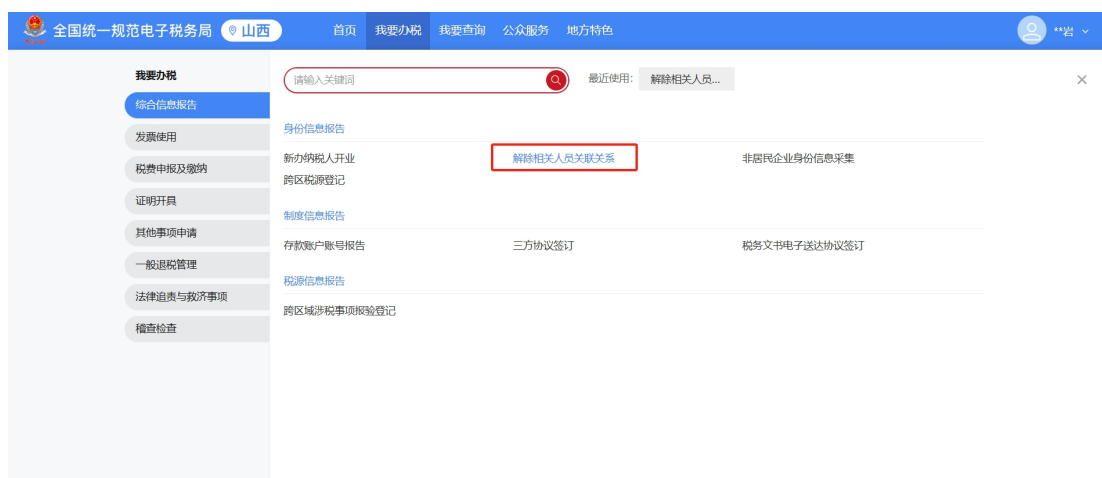 全国统一规范电子税务局 山西 首页 我要办税 我要查询 公众服务 地方特色 **岩
我要办税
综合信息报告
发票使用
税费申报及缴纳
证明开具
其他事项申请
一般退税管理
法律追责与救济事项
稽查检查
请输入关键词 最近使用: 解除相关人员...
身份信息报告
新办纳税人开业 解除相关人员关联关系 非居民企业身份信息采集
跨区税源登记
制度信息报告
存款账户账号报告 三方协议签订 税务文书电子送达协议签订
税源信息报告
跨区域涉税事项报验登记